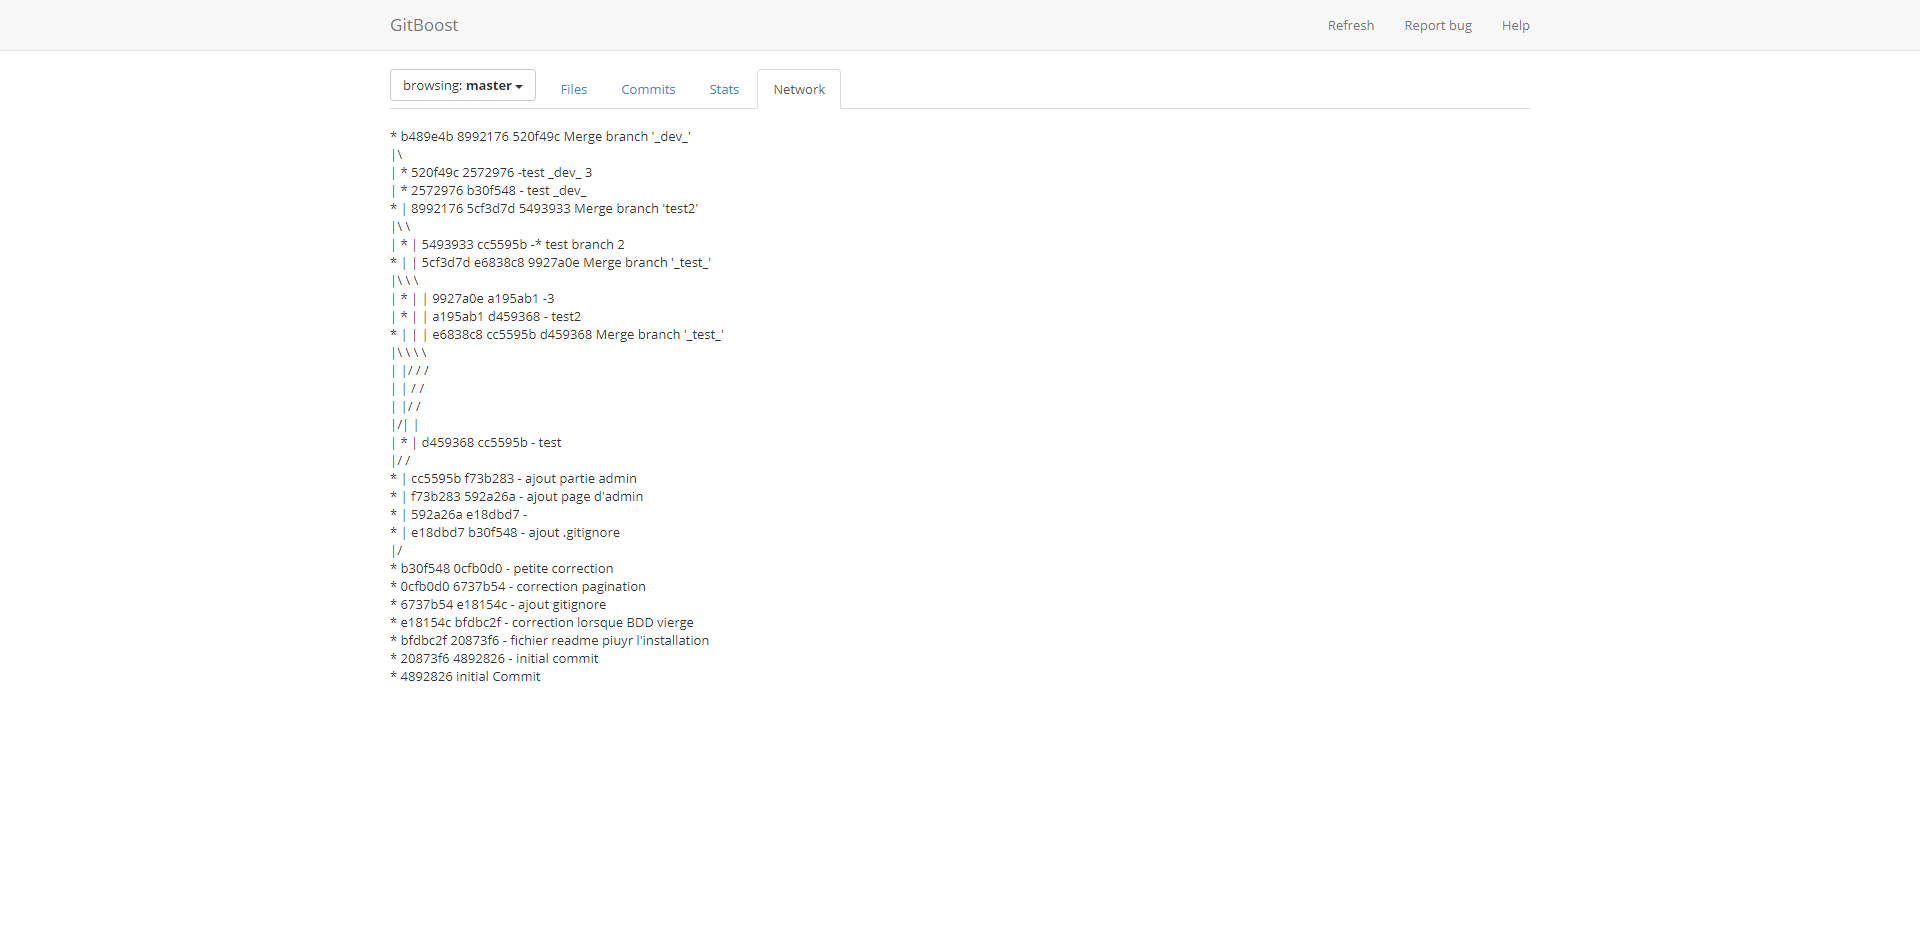 GitBoost
Refresh Report bug Help
browsing: master Files Commits Stats Network
* b489e4b 8992176 520f49c Merge branch '_dev_'
|\
| * 520f49c 2572976 -test _dev_ 3
| * 2572976 b30f548 - test _dev_
* | 8992176 5cf3d7d 5493933 Merge branch 'test2'
|\ \
| * | 5493933 cc5595b -* test branch 2
* | | 5cf3d7d e6838c8 9927a0e Merge branch '_test_'
|\ \ \
| * | | 9927a0e a195ab1 -3
| * | | a195ab1 d459368 - test2
* | | | e6838c8 cc5595b d459368 Merge branch '_test_'
|\ \ \ \
| |/ / /
| | / /
| |/ /
|/| |
| * | d459368 cc5595b - test
|/ /
* | cc5595b f73b283 - ajout partie admin
* | f73b283 592a26a - ajout page d'admin
* | 592a26a e18dbd7 -
* | e18dbd7 b30f548 - ajout .gitignore
|/
* b30f548 0cfb0d0 - petite correction
* 0cfb0d0 6737b54 - correction pagination
* 6737b54 e18154c - ajout gitignore
* e18154c bfdbc2f - correction lorsque BDD vierge
* bfdbc2f 20873f6 - fichier readme piuyr l'installation
* 20873f6 4892826 - initial commit
* 4892826 initial Commit